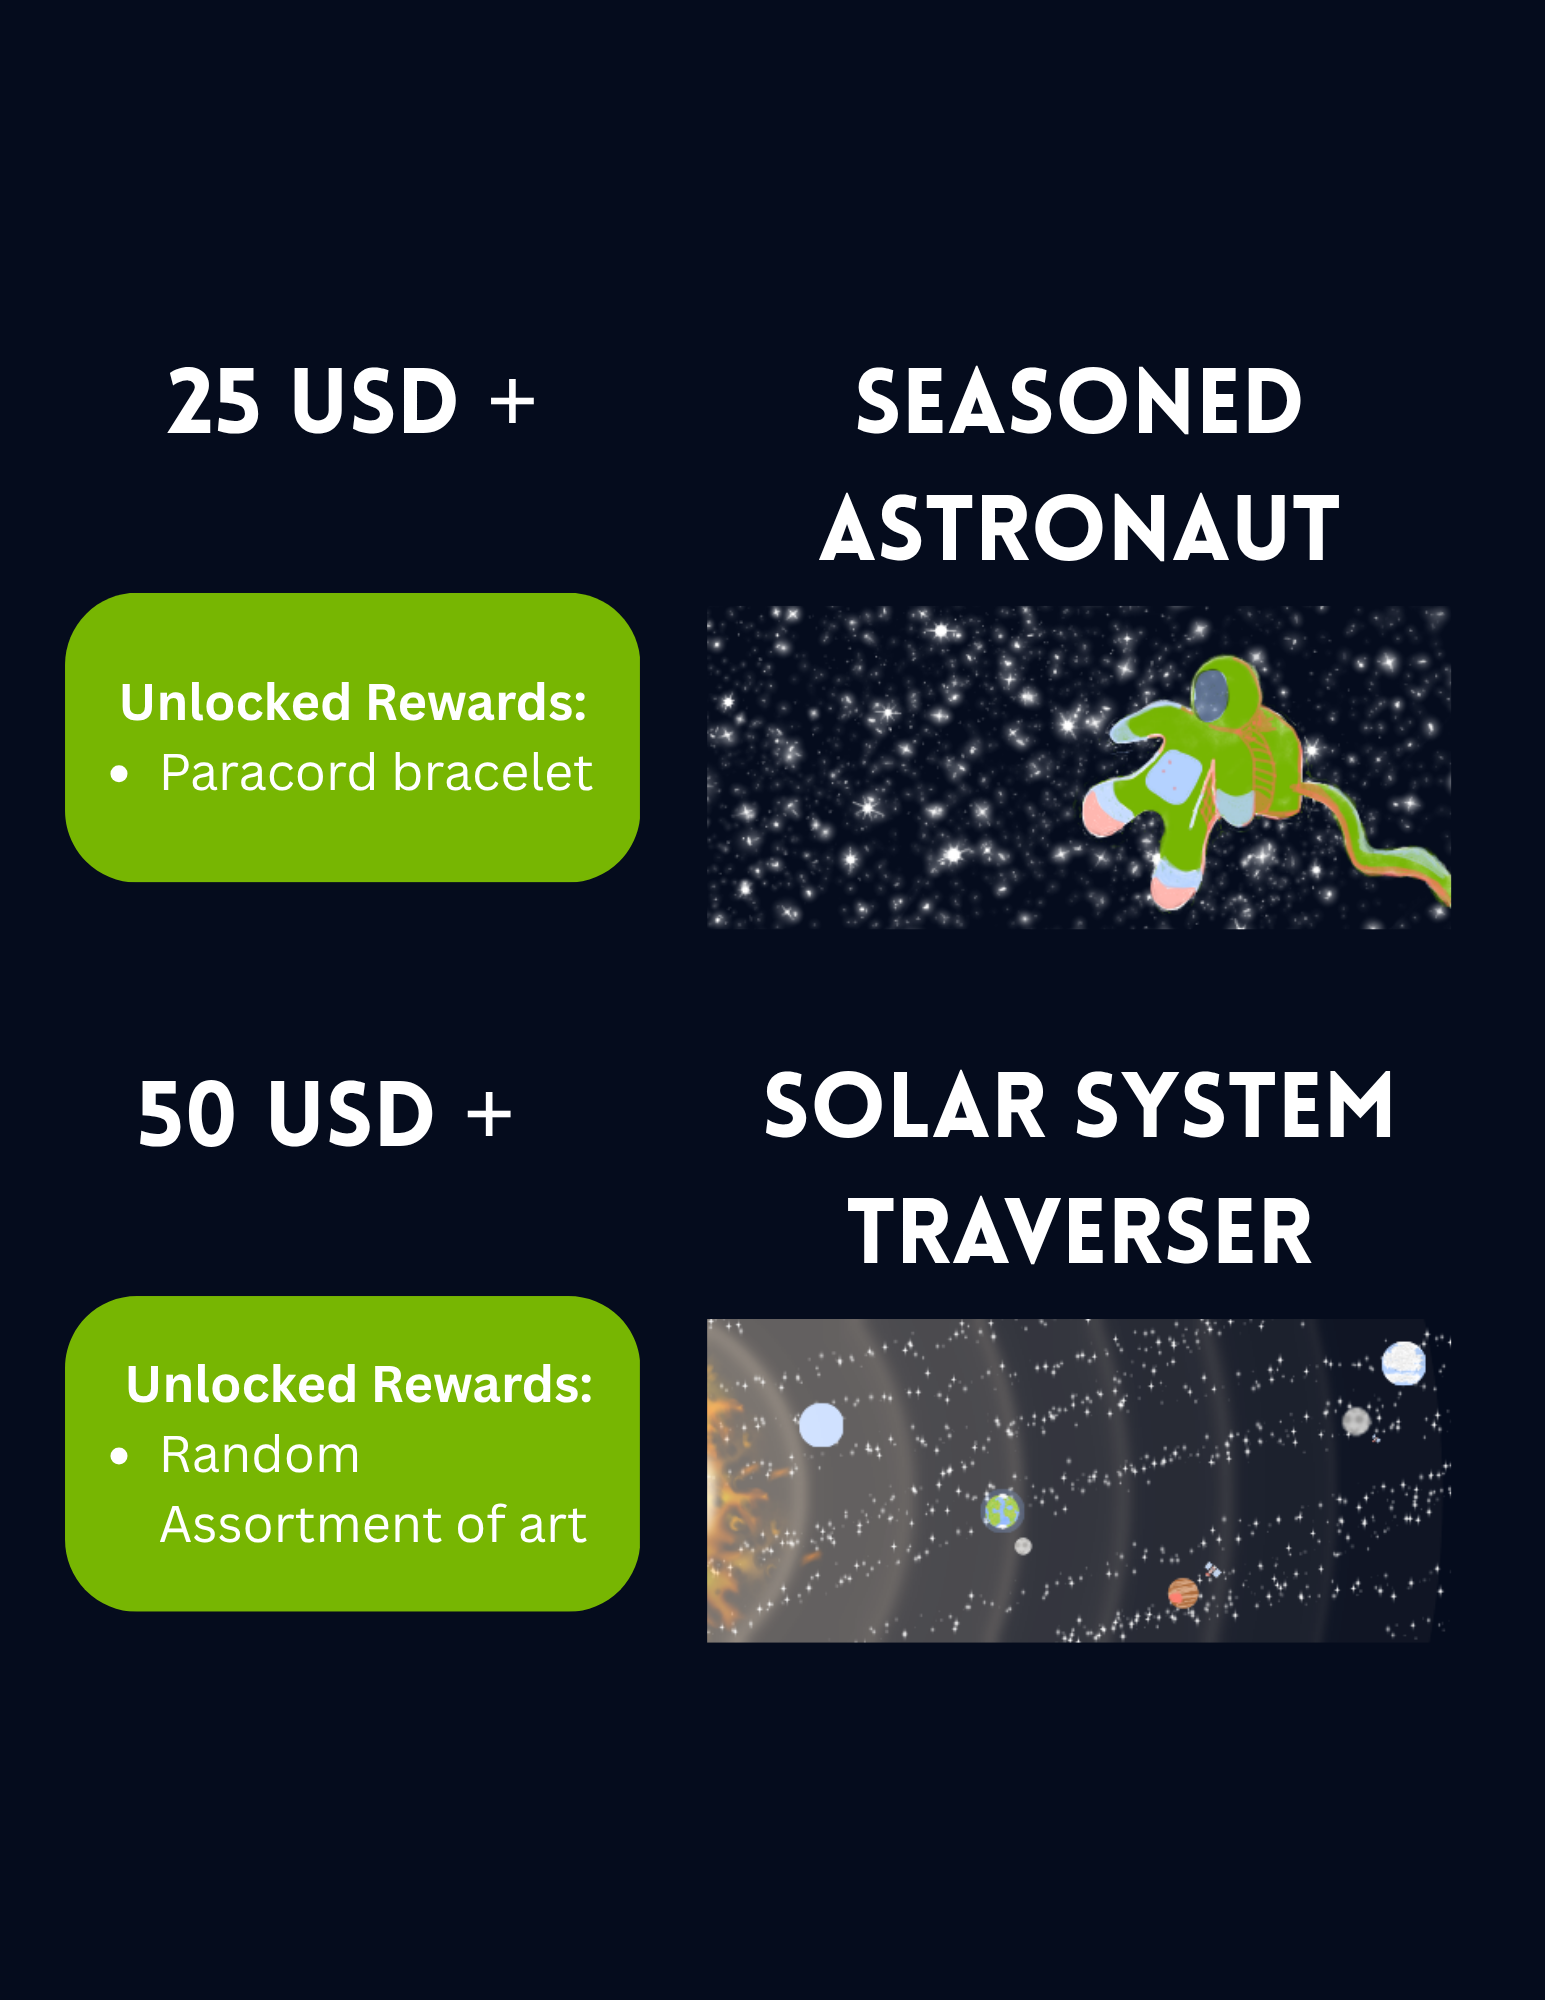 25 USD +
SEASONED
ASTRONAUT
Unlocked Rewards:
• Paracord bracelet
50 USD +
SOLAR SYSTEM
TRAVERSER
Unlocked Rewards:
• Random
Assortment of art